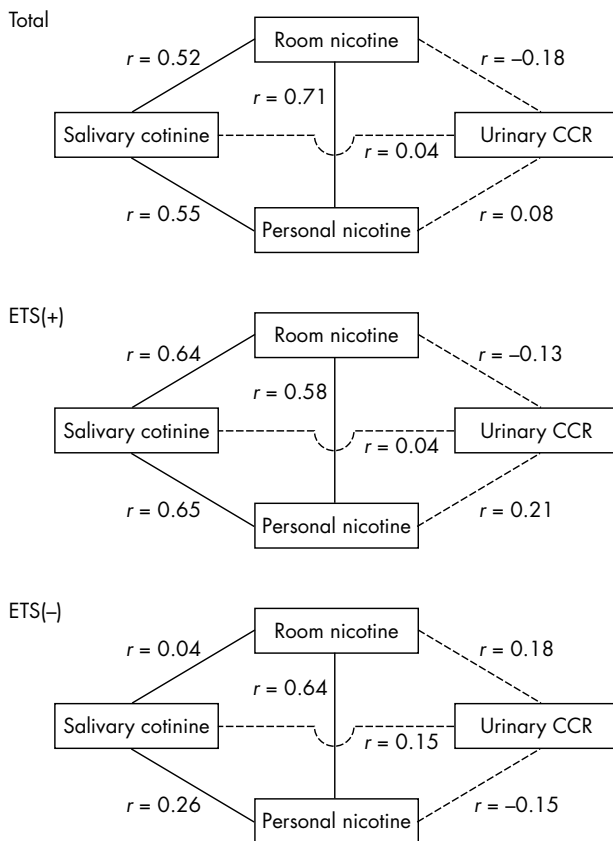 Total
Room nicotine
r = 0.52
r = –0.18
r = 0.71
Salivary cotinine
Urinary CCR
r = 0.04
r = 0.55
r = 0.08
Personal nicotine
ETS(+)
Room nicotine
r = 0.64
r = –0.13
r = 0.58
Salivary cotinine
Urinary CCR
r = 0.04
r = 0.65
r = 0.21
Personal nicotine
ETS(–)
Room nicotine
r = 0.04
r = 0.18
r = 0.64
Salivary cotinine
Urinary CCR
r = 0.15
r = 0.26
r = –0.15
Personal nicotine